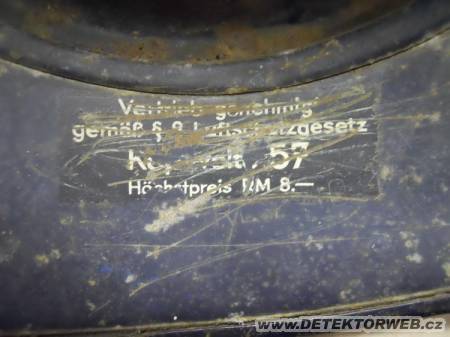 Vertrieb genehmigt
gemäß § 8 Luftschutzgesetz
57
Höchstpreis RM 8.—
© WWW.DETEKTORWEB.CZ